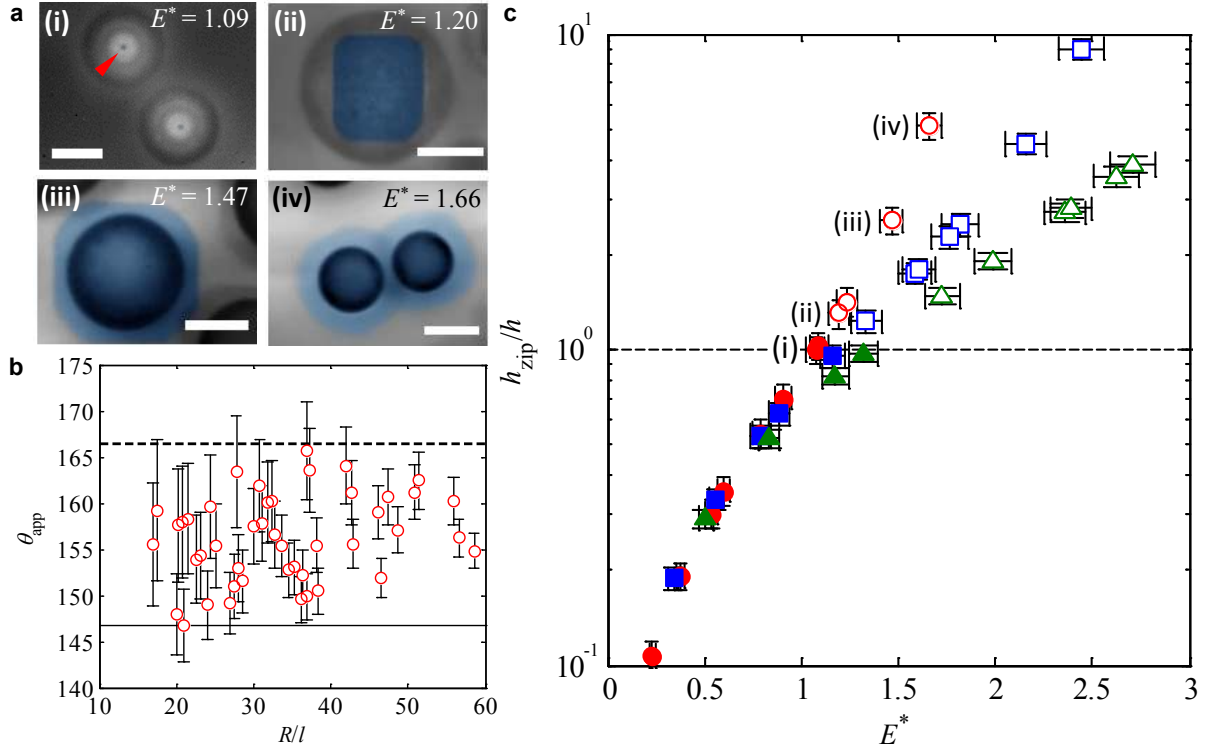 a
(i)
E* = 1.09
(ii)
E* = 1.20
(iii)
E* = 1.47
(iv)
E* = 1.66
b
175
170
165
160
155
150
145
140
θapp
10
20
30
40
50
60
R/l
c
10¹
10⁰
10⁻¹
h_zip/h
(iv)
(iii)
(ii)
(i)
0
0.5
1
1.5
2
2.5
3
E*